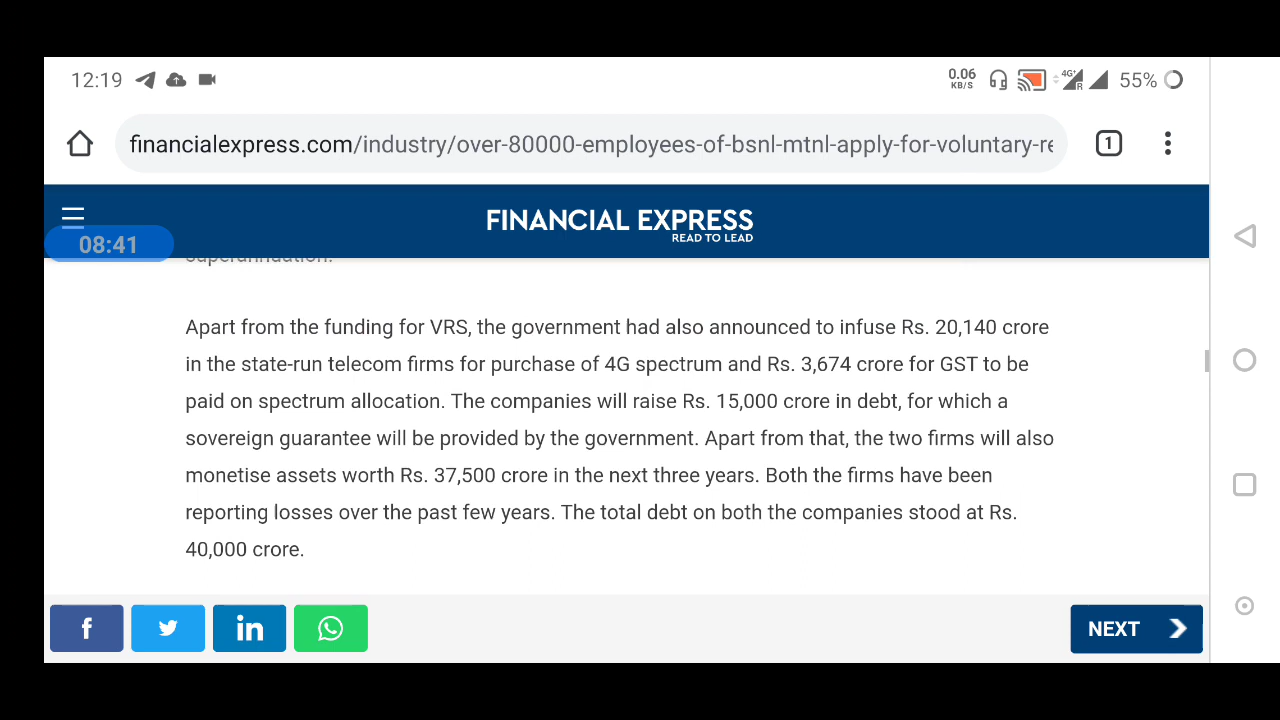 12:19
0.06 KB/S
4G+ R
55%
financialexpress.com/industry/over-80000-employees-of-bsnl-mtnl-apply-for-voluntary-re
1
FINANCIAL EXPRESS
READ TO LEAD
08:41
superannuation.
Apart from the funding for VRS, the government had also announced to infuse Rs. 20,140 crore
in the state-run telecom firms for purchase of 4G spectrum and Rs. 3,674 crore for GST to be
paid on spectrum allocation. The companies will raise Rs. 15,000 crore in debt, for which a
sovereign guarantee will be provided by the government. Apart from that, the two firms will also
monetise assets worth Rs. 37,500 crore in the next three years. Both the firms have been
reporting losses over the past few years. The total debt on both the companies stood at Rs.
40,000 crore.
f
in
NEXT